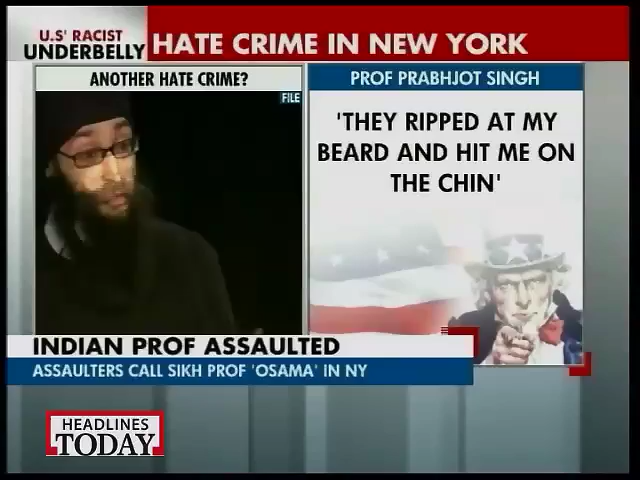 U.S' RACIST
UNDERBELLY
HATE CRIME IN NEW YORK
ANOTHER HATE CRIME?
FILE
PROF PRABHJOT SINGH
'THEY RIPPED AT MY
BEARD AND HIT ME ON
THE CHIN'
INDIAN PROF ASSAULTED
ASSAULTERS CALL SIKH PROF 'OSAMA' IN NY
HEADLINES
TODAY